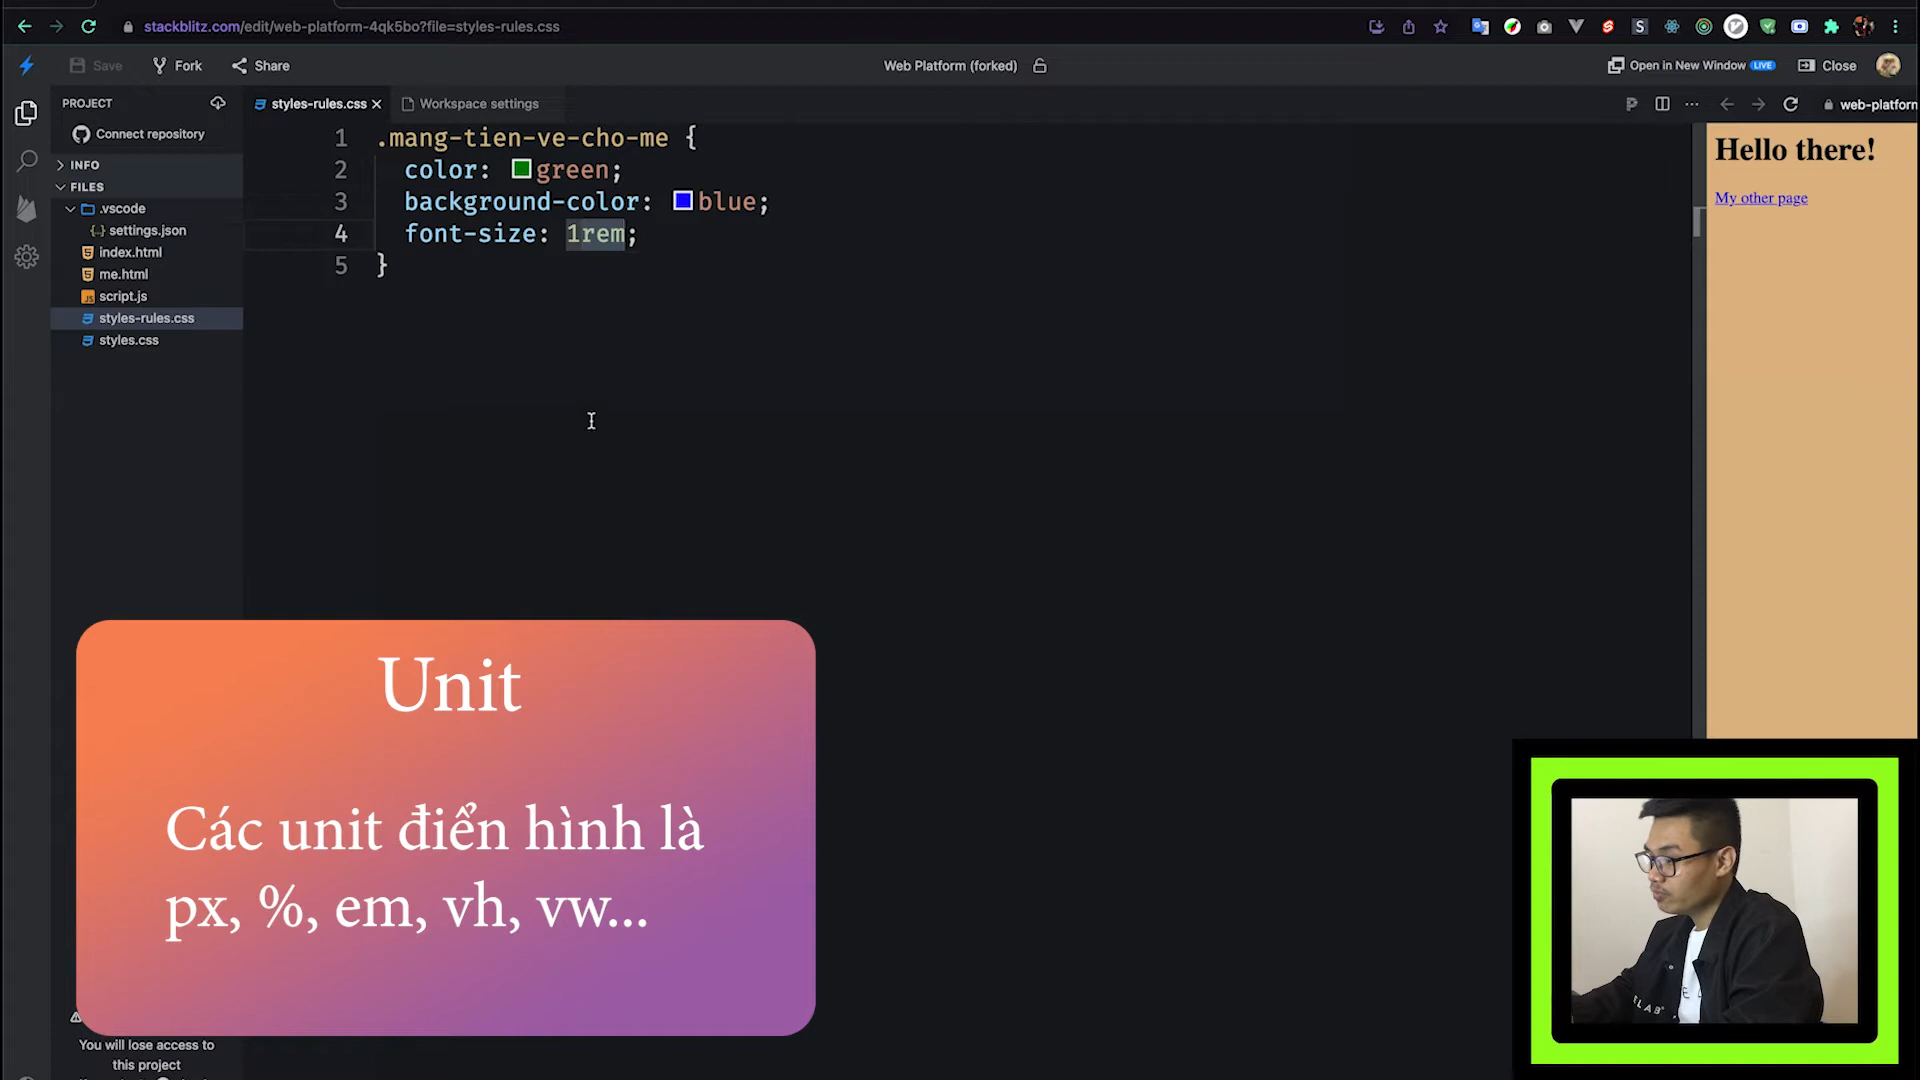 stackblitz.com/edit/web-platform-4qk5bo?file=styles-rules.css
Save
Fork
Share
Web Platform (forked)
Open in New Window LIVE
Close
PROJECT
Connect repository
INFO
FILES
.vscode
settings.json
index.html
me.html
script.js
styles-rules.css
styles.css
styles-rules.css
Workspace settings
web-platform
1 .mang-tien-ve-cho-me {
2 color: green;
3 background-color: blue;
4 font-size: 1rem;
5 }
Hello there!
My other page
Unit
Các unit điển hình là
px, %, em, vh, vw...
You will lose access to
this project